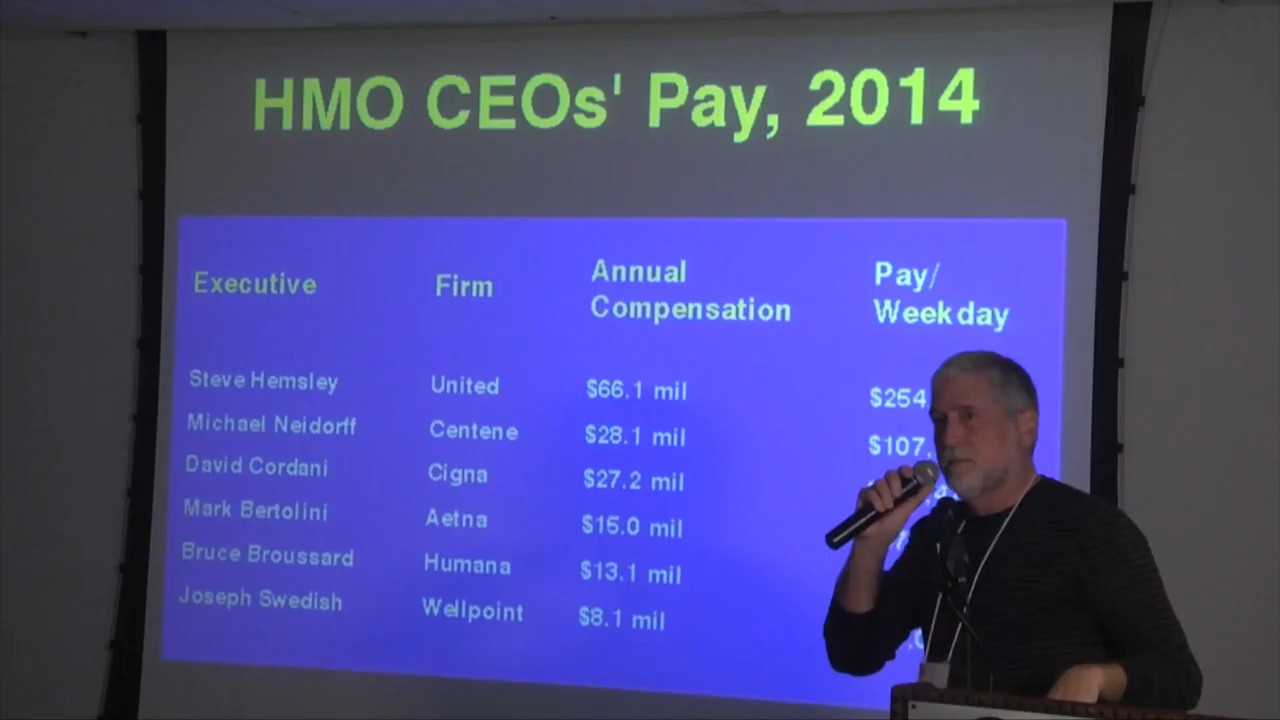 HMO CEOs' Pay, 2014
Executive Firm Annual Compensation Pay/ Weekday
Steve Hemsley United $66.1 mil $254
Michael Neidorff Centene $28.1 mil $107,
David Cordani Cigna $27.2 mil
Mark Bertolini Aetna $15.0 mil
Bruce Broussard Humana $13.1 mil
Joseph Swedish Wellpoint $8.1 mil